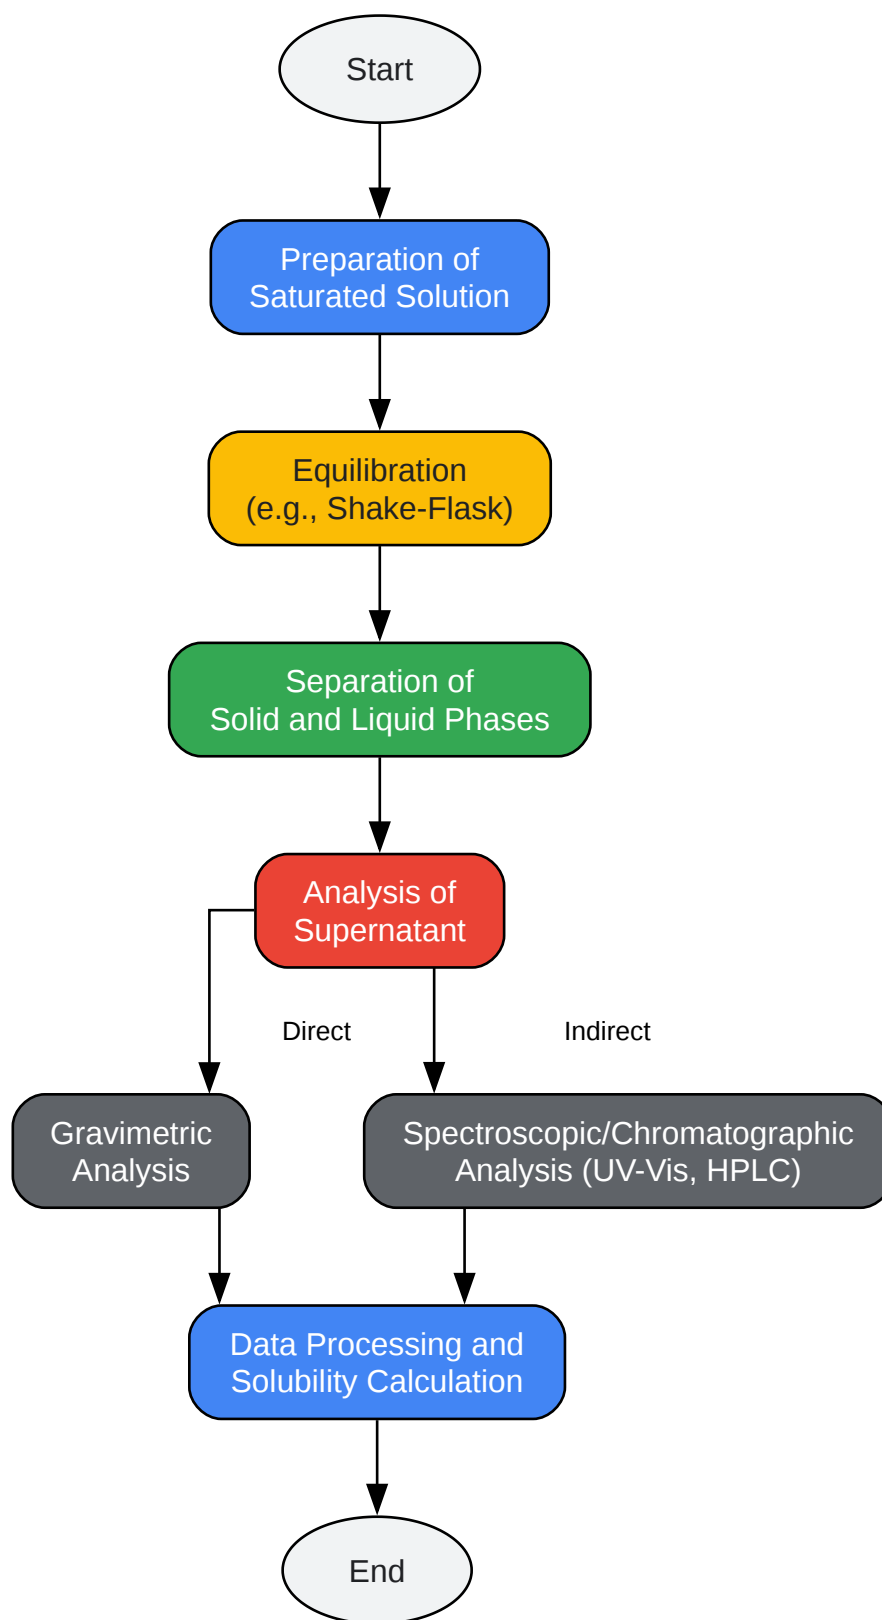 Start
Preparation of
Saturated Solution
Equilibration
(e.g., Shake-Flask)
Separation of
Solid and Liquid Phases
Analysis of
Supernatant
Direct
Indirect
Gravimetric
Analysis
Spectroscopic/Chromatographic
Analysis (UV-Vis, HPLC)
Data Processing and
Solubility Calculation
End